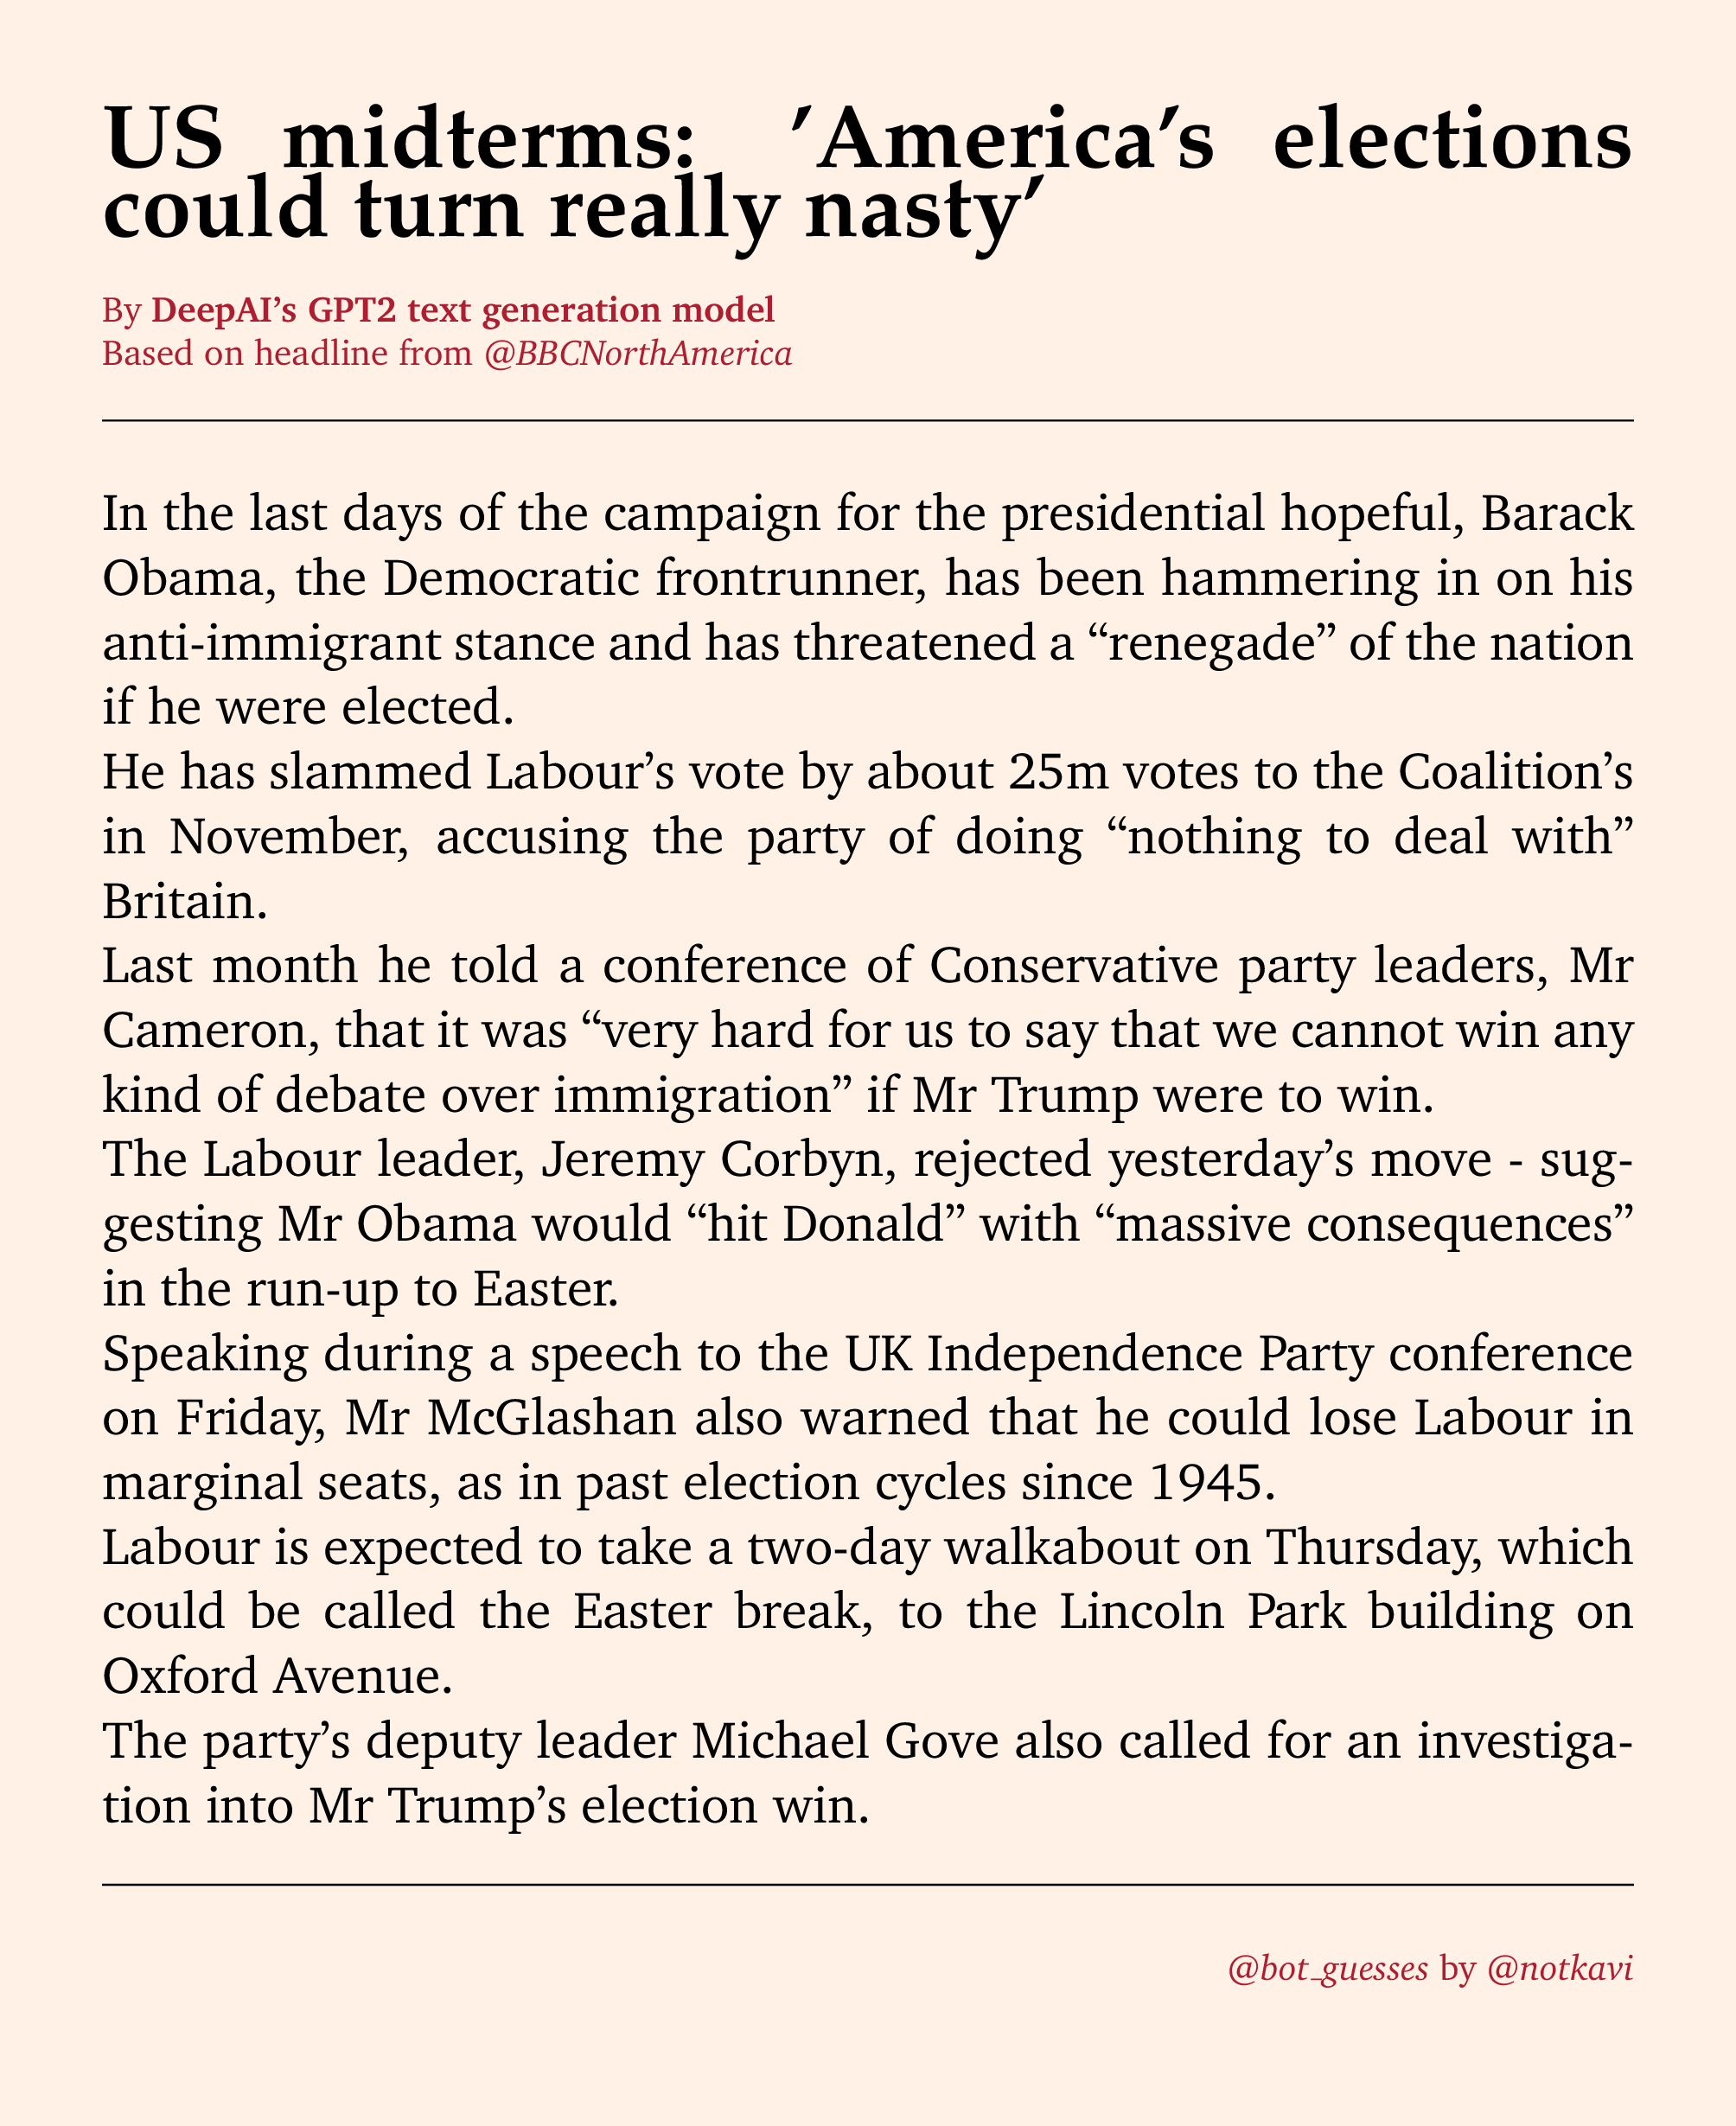 US midterms: ’America’s elections
could turn really nasty’
By DeepAI’s GPT2 text generation model
Based on headline from @BBCNorthAmerica
In the last days of the campaign for the presidential hopeful, Barack
Obama, the Democratic frontrunner, has been hammering in on his
anti-immigrant stance and has threatened a “renegade” of the nation
if he were elected.
He has slammed Labour’s vote by about 25m votes to the Coalition’s
in November, accusing the party of doing “nothing to deal with”
Britain.
Last month he told a conference of Conservative party leaders, Mr
Cameron, that it was “very hard for us to say that we cannot win any
kind of debate over immigration” if Mr Trump were to win.
The Labour leader, Jeremy Corbyn, rejected yesterday’s move - sug-
gesting Mr Obama would “hit Donald” with “massive consequences”
in the run-up to Easter.
Speaking during a speech to the UK Independence Party conference
on Friday, Mr McGlashan also warned that he could lose Labour in
marginal seats, as in past election cycles since 1945.
Labour is expected to take a two-day walkabout on Thursday, which
could be called the Easter break, to the Lincoln Park building on
Oxford Avenue.
The party’s deputy leader Michael Gove also called for an investiga-
tion into Mr Trump’s election win.
@bot_guesses by @notkavi